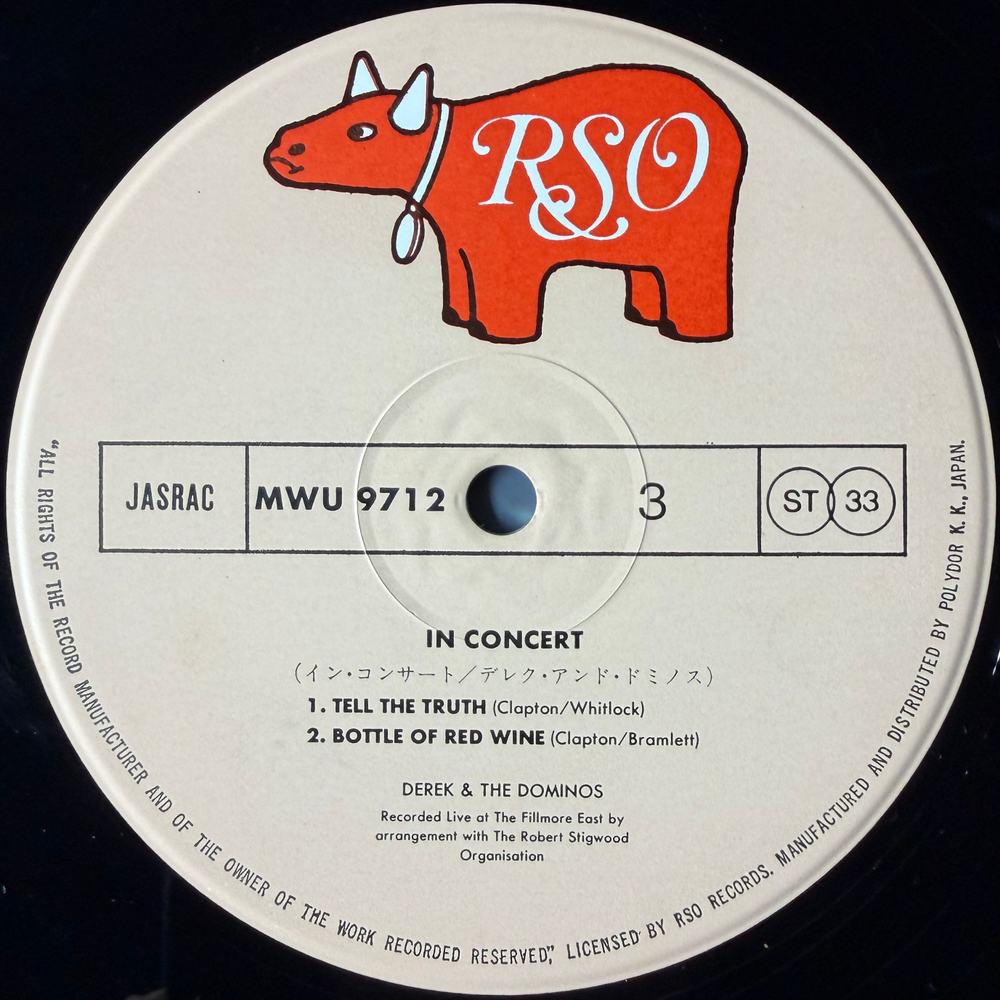 RSO
JASRAC MWU 9712 3 ST 33
IN CONCERT
(イン・コンサート/デレク・アンド・ドミノス)
1. TELL THE TRUTH (Clapton/Whitlock)
2. BOTTLE OF RED WINE (Clapton/Bramlett)
DEREK & THE DOMINOS
Recorded Live at The Fillmore East by
arrangement with The Robert Stigwood
Organisation
"ALL RIGHTS OF THE RECORD MANUFACTURER AND OF THE OWNER OF THE WORK RECORDED RESERVED," LICENSED BY RSO RECORDS. MANUFACTURED AND DISTRIBUTED BY POLYDOR K. K., JAPAN.